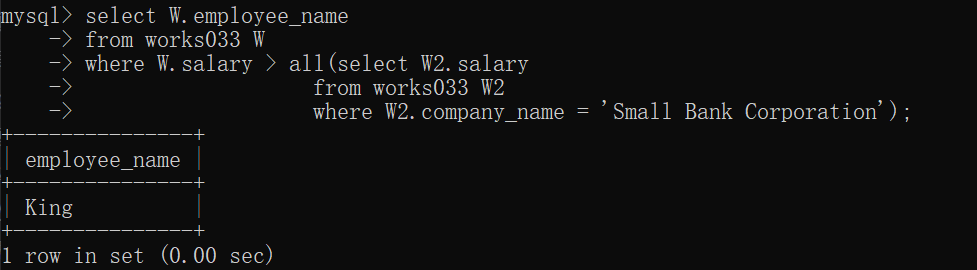 mysql> select W.employee_name
    -> from works033 W
    -> where W.salary > all(select W2.salary
    ->                    from works033 W2
    ->                    where W2.company_name = 'Small Bank Corporation');
+---------------+
| employee_name |
+---------------+
| King          |
+---------------+
1 row in set (0.00 sec)